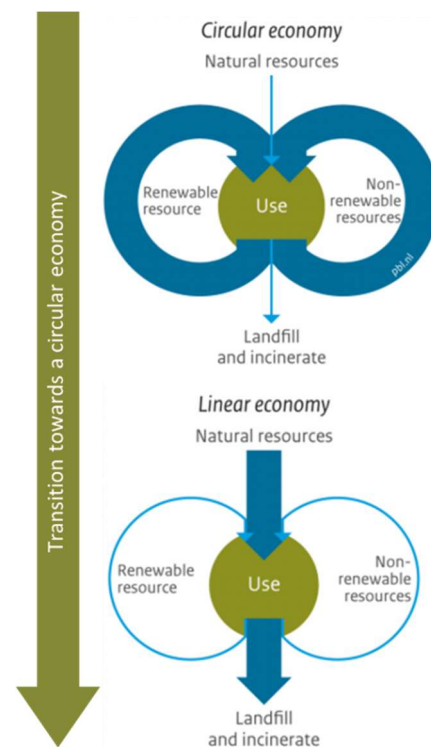 Transition towards a circular economy
Circular economy
Natural resources
Renewable
resource
Use
Non-
renewable
resources
pbl.nl
Landfill
and incinerate
Linear economy
Natural resources
Renewable
resource
Use
Non-
renewable
resources
Landfill
and incinerate